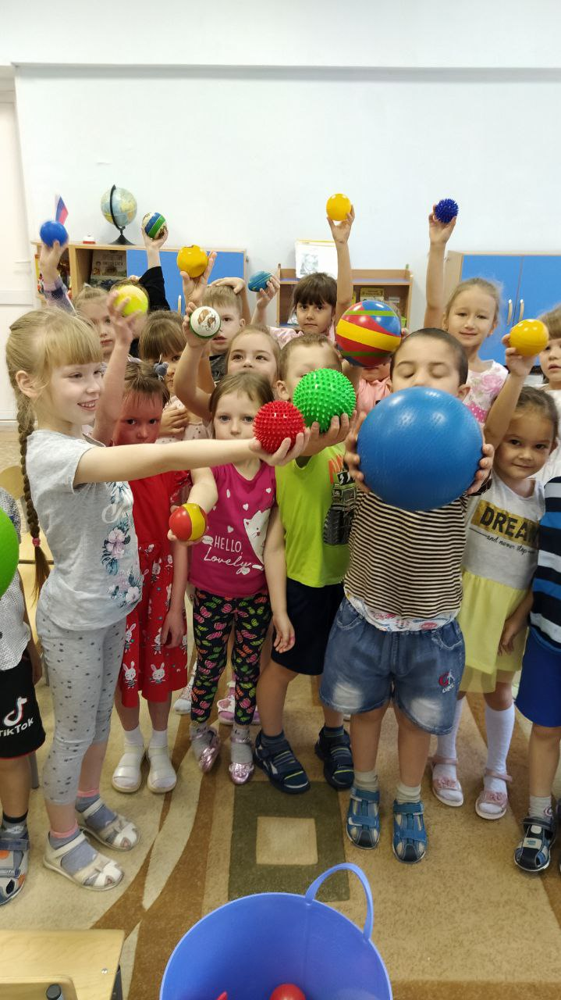 HELLO
Lovely
DREAM
and never stop
TikTok